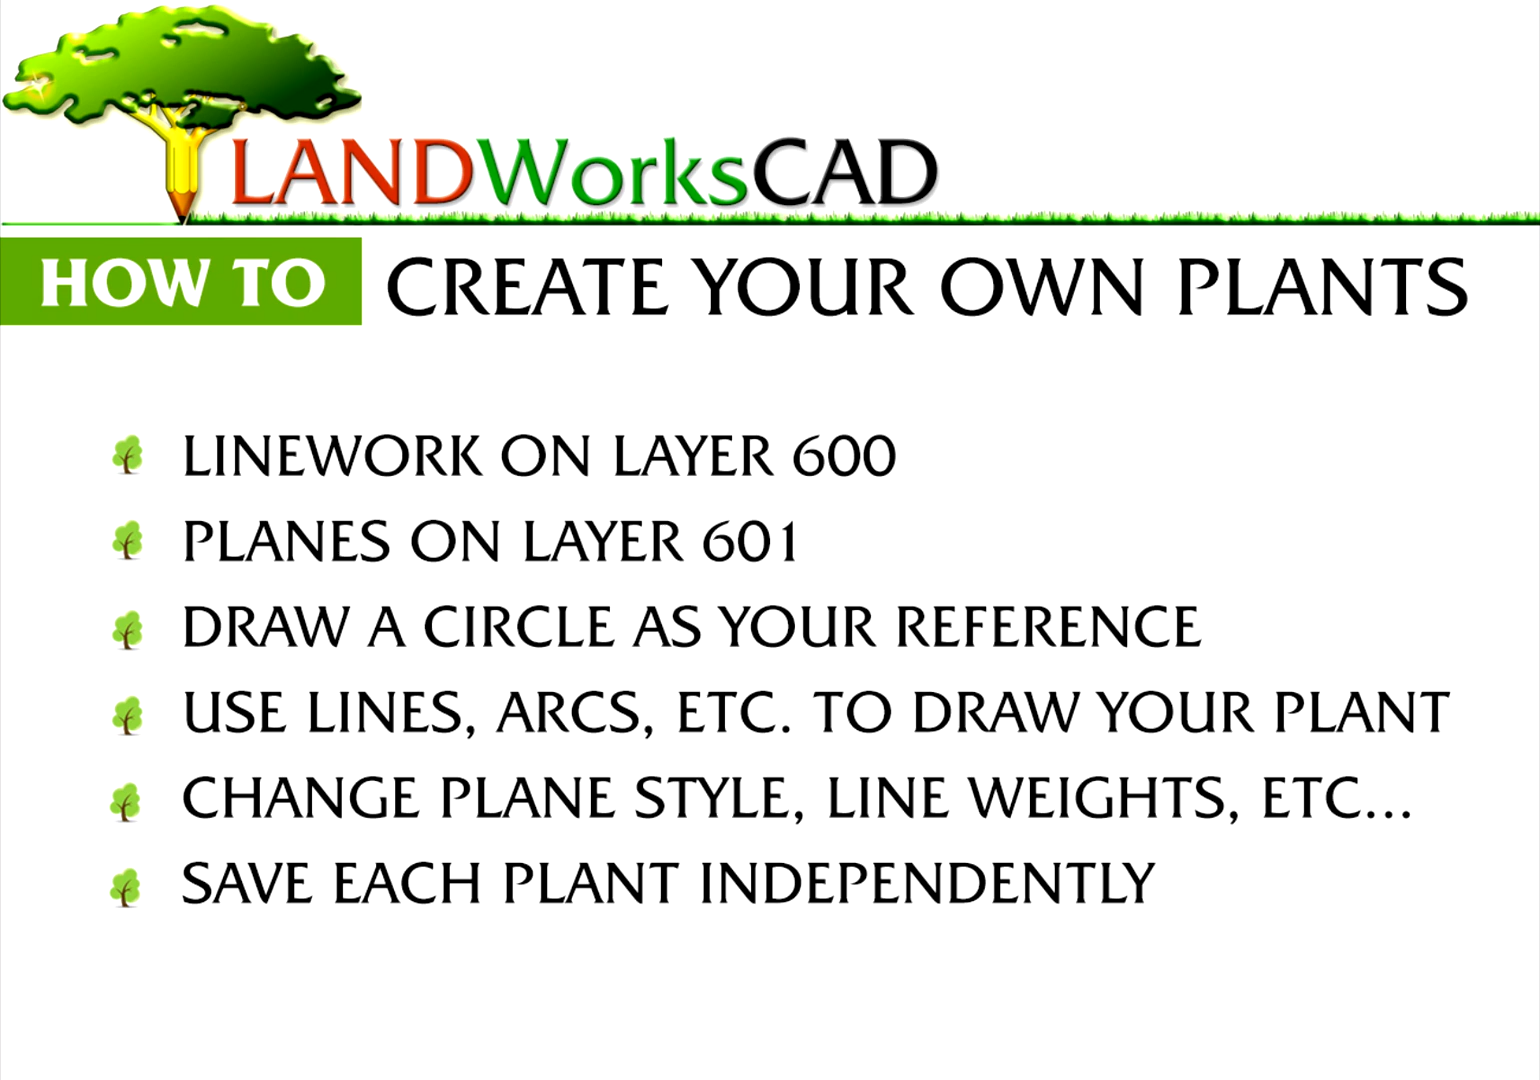 LANDWorksCAD
HOW TO CREATE YOUR OWN PLANTS
LINEWORK ON LAYER 600
PLANES ON LAYER 601
DRAW A CIRCLE AS YOUR REFERENCE
USE LINES, ARCS, ETC. TO DRAW YOUR PLANT
CHANGE PLANE STYLE, LINE WEIGHTS, ETC...
SAVE EACH PLANT INDEPENDENTLY